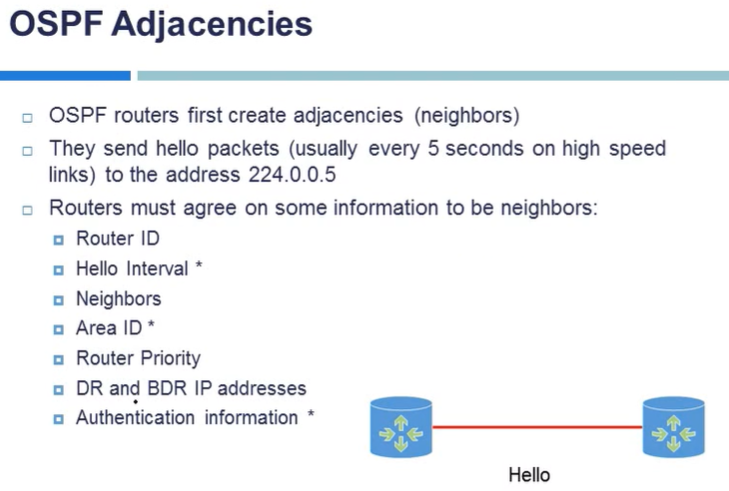 OSPF Adjacencies
OSPF routers first create adjacencies (neighbors)
They send hello packets (usually every 5 seconds on high speed
links) to the address 224.0.0.5
Routers must agree on some information to be neighbors:
Router ID
Hello Interval *
Neighbors
Area ID *
Router Priority
DR and BDR IP addresses
Authentication information *
Hello